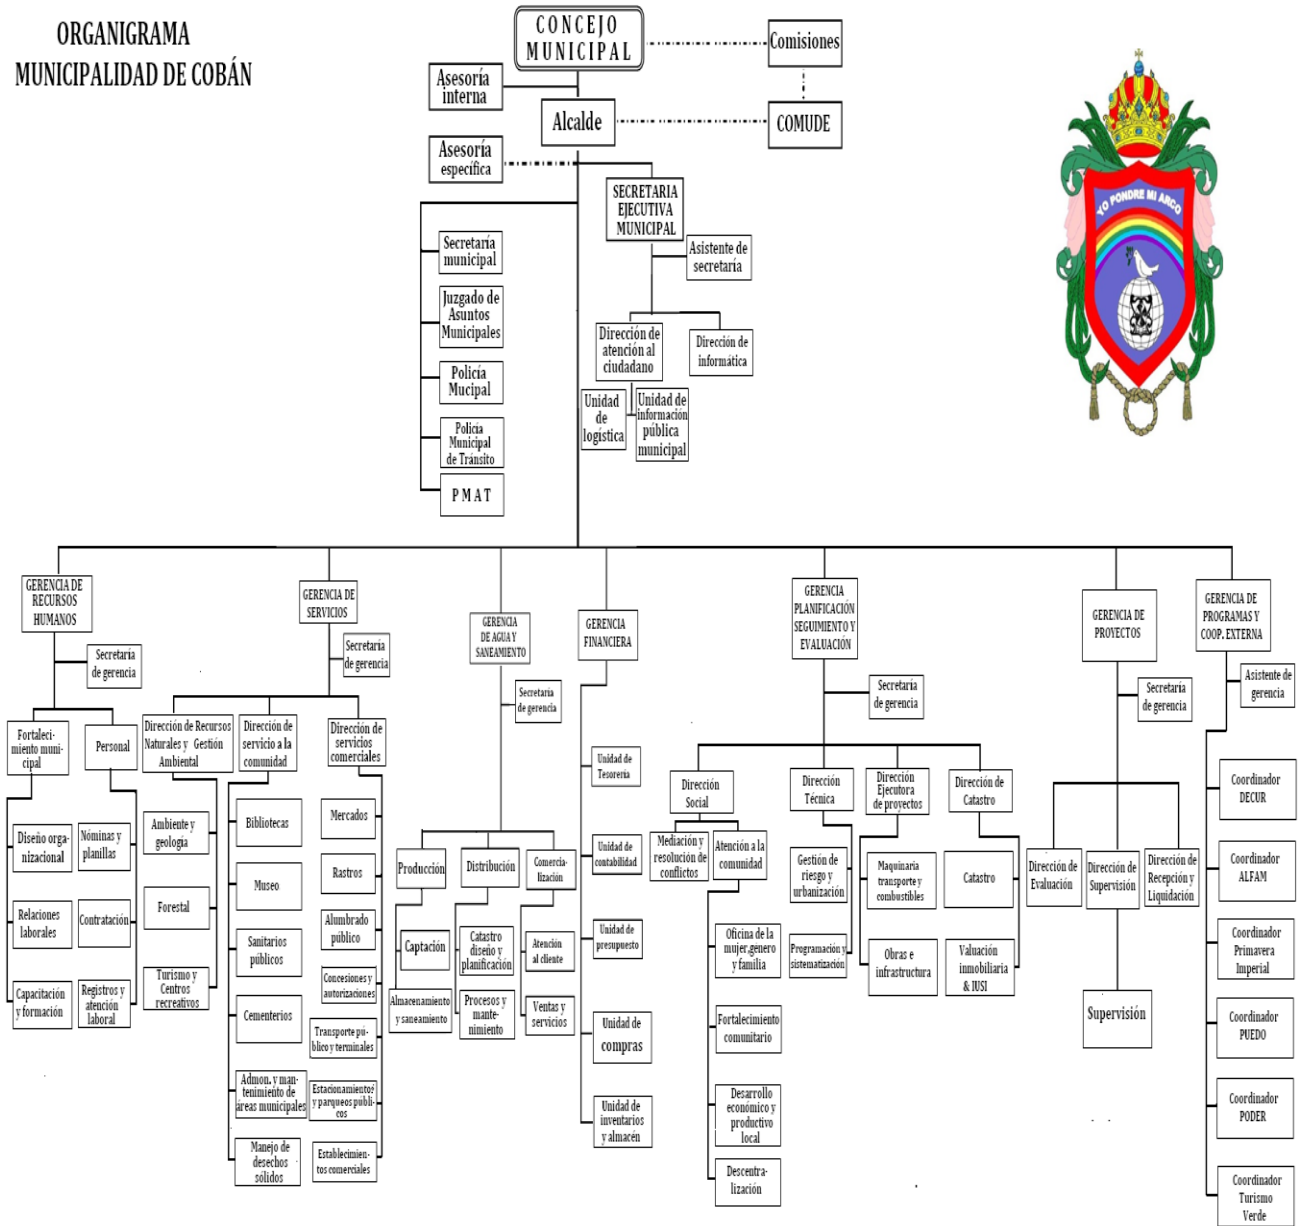 ORGANIGRAMA
MUNICIPALIDAD DE COBÁN
CONCEJO
MUNICIPAL
Comisiones
Asesoría
interna
Alcalde
COMUDE
Asesoría
específica
SECRETARIA
EJECUTIVA
MUNICIPAL
YO PONDRE MI ARCO
Secretaría
municipal
Asistente de
secretaría
Juzgado de
Asuntos
Municipales
Dirección de
atención al
ciudadano
Dirección de
informática
Policía
Mucipal
Unidad
de
logística
Unidad de
información
pública
municipal
Policía
Municipal
de Tránsito
P M A T
GERENCIA DE
RECURSOS
HUMANOS
GERENCIA DE
SERVICIOS
GERENCIA
DE AGUA Y
SANEAMIENTO
GERENCIA
FINANCIERA
GERENCIA
PLANIFICACIÓN
SEGUIMIENTO Y
EVALUACIÓN
GERENCIA DE
PROYECTOS
GERENCIA DE
PROGRAMAS Y
COOP. EXTERNA
Secretaría
de gerencia
Secretaría
de gerencia
Secretaría
de gerencia
Secretaría
de gerencia
Secretaría
de gerencia
Asistente de
gerencia
Fortaleci-
miento muni-
cipal
Personal
Dirección de Recursos
Naturales y Gestión
Ambiental
Dirección de
servicio a la
comunidad
Dirección de
servicios
comerciales
Diseño orga-
nizacional
Nóminas y
planillas
Relaciones
laborales
Contratación
Capacitación
y formación
Registros y
atención
laboral
Ambiente y
geología
Forestal
Turismo y
Centros
recreativos
Bibliotecas
Museo
Sanitarios
públicos
Cementerios
Admon. y man-
tenimiento de
áreas municipales
Manejo de
desechos
sólidos
Mercados
Rastros
Alumbrado
público
Concesiones y
autorizaciones
Transporte pú-
blico y terminales
Estacionamientos
y parqueos públi-
cos
Establecimien-
tos comerciales
Producción
Distribución
Comercia-
lización
Captación
Almacenamiento
y saneamiento
Catastro
diseño y
planificación
Procesos y
mante-
nimiento
Atención
al cliente
Ventas y
servicios
Unidad de
Tesorería
Unidad de
contabilidad
Unidad de
presupuesto
Unidad de
compras
Unidad de
inventarios
y almacén
Dirección
Social
Dirección
Técnica
Dirección
Ejecutora
de proyectos
Dirección de
Catastro
Mediación y
resolución de
conflictos
Atención a la
comunidad
Oficina de la
mujer,género
y familia
Fortalecimiento
comunitario
Desarrollo
económico y
productivo
local
Descentra-
lización
Gestión de
riesgo y
urbanización
Programación y
sistematización
Maquinaria
transporte y
combustibles
Obras e
infrastructura
Catastro
Valuación
inmobiliaria
& IUSI
Dirección de
Evaluación
Dirección de
Supervisión
Dirección de
Recepción y
Liquidación
Supervisión
Coordinador
DECUR
Coordinador
ALFAM
Coordinador
Primavera
Imperial
Coordinador
PUEDO
Coordinador
PODER
Coordinador
Turismo
Verde